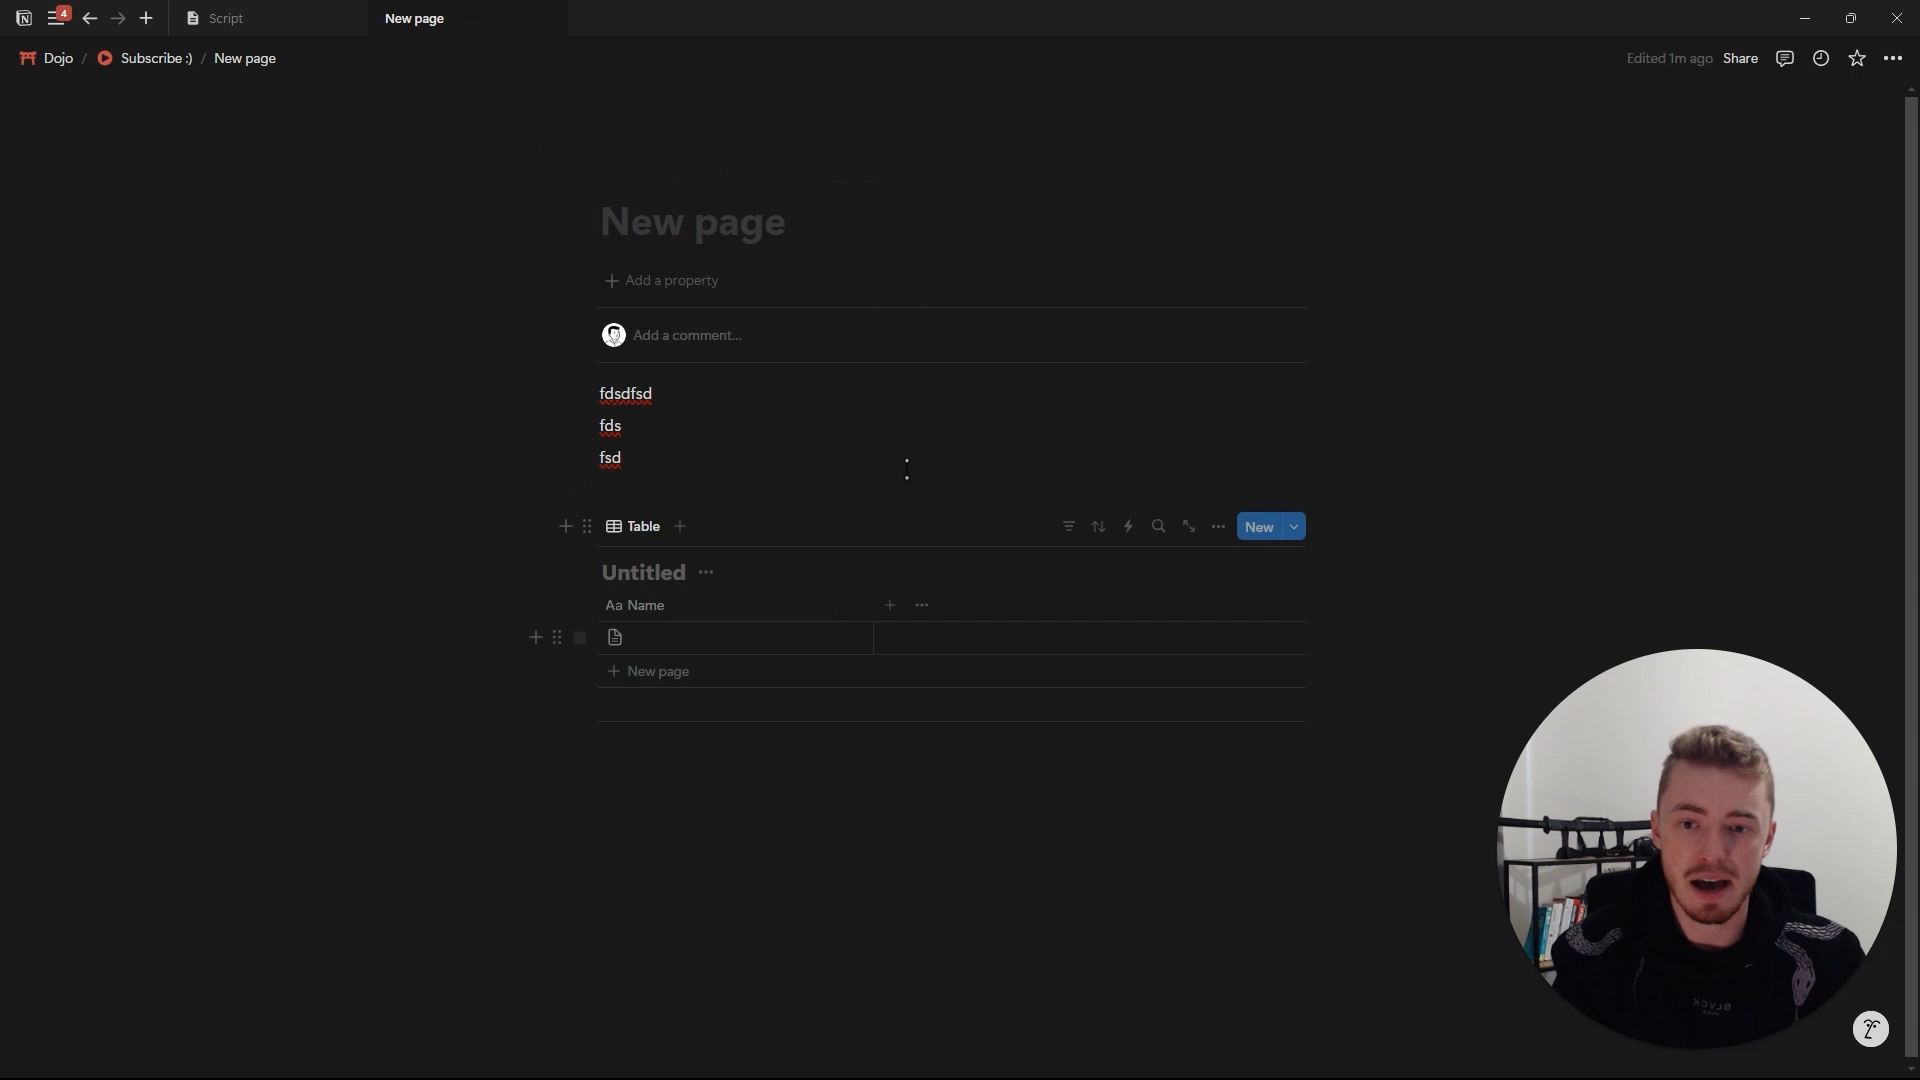 4
Script
New page
Dojo / Subscribe :) / New page
Edited 1m ago Share
New page
Add a property
Add a comment...
fdsdfsd
fds
fsd
Table
New
Untitled
Aa Name
New page